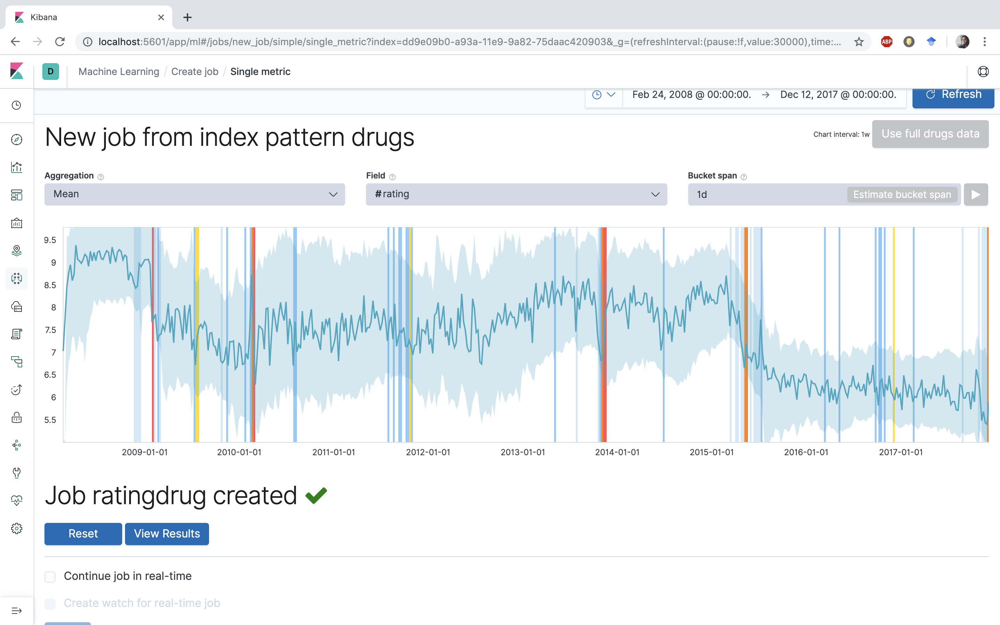 Kibana
localhost:5601/app/ml#/jobs/new_job/simple/single_metric?index=dd9e09b0-a93a-11e9-9a82-75daac420903&_g=(refreshInterval:(pause:!f,value:30000),time:...
ABP
D
Machine Learning / Create job / Single metric
Feb 24, 2008 @ 00:00:00. → Dec 12, 2017 @ 00:00:00.
Refresh
New job from index pattern drugs
Chart interval: 1w
Use full drugs data
Aggregation
Field
Bucket span
Mean
# rating
1d
Estimate bucket span
9.5
9
8.5
8
7.5
7
6.5
6
5.5
2009-01-01
2010-01-01
2011-01-01
2012-01-01
2013-01-01
2014-01-01
2015-01-01
2016-01-01
2017-01-01
Job ratingdrug created
Reset
View Results
Continue job in real-time
Create watch for real-time job